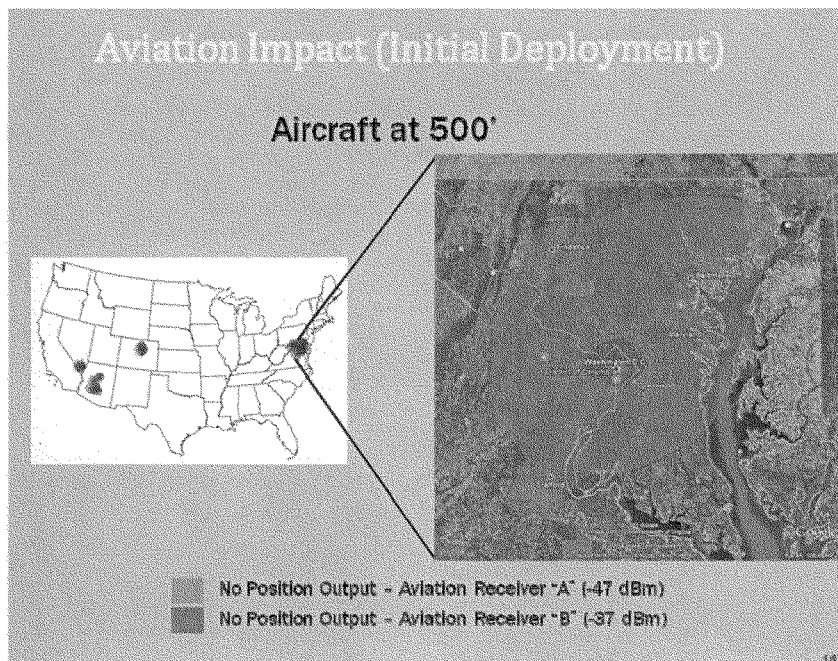 Aviation Impact (Initial Deployment)
Aircraft at 500'
Washington
No Position Output – Aviation Receiver "A" (-47 dBm)
No Position Output – Aviation Receiver "B" (-37 dBm)